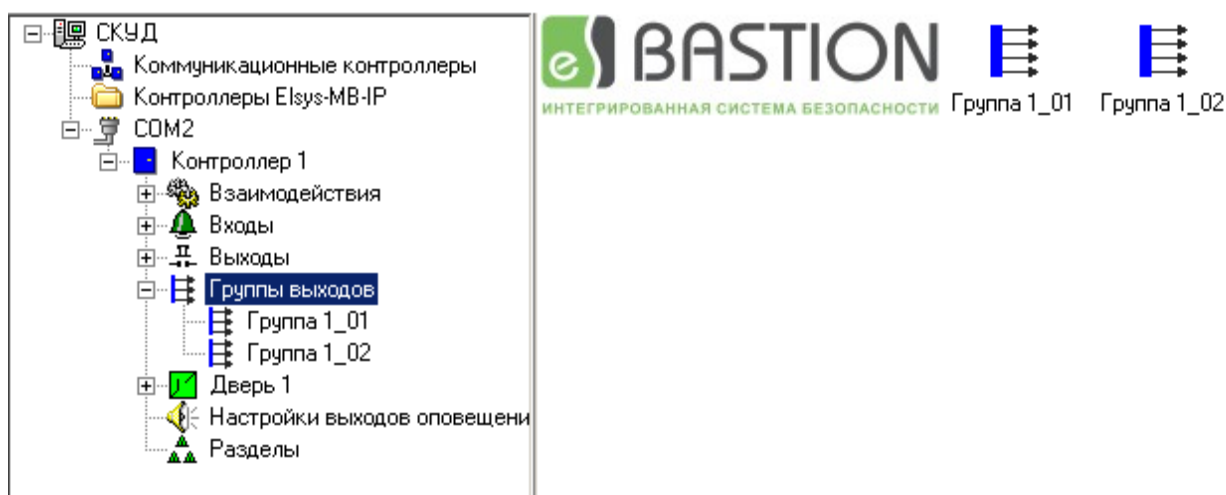 СКУД
Коммуникационные контроллеры
Контроллеры Elsys-MB-IP
COM2
Контроллер 1
Взаимодействия
Входы
Выходы
Группы выходов
Группа 1_01
Группа 1_02
Дверь 1
Настройки выходов оповещени
Разделы
es BASTION
ИНТЕГРИРОВАННАЯ СИСТЕМА БЕЗОПАСНОСТИ
Группа 1_01
Группа 1_02